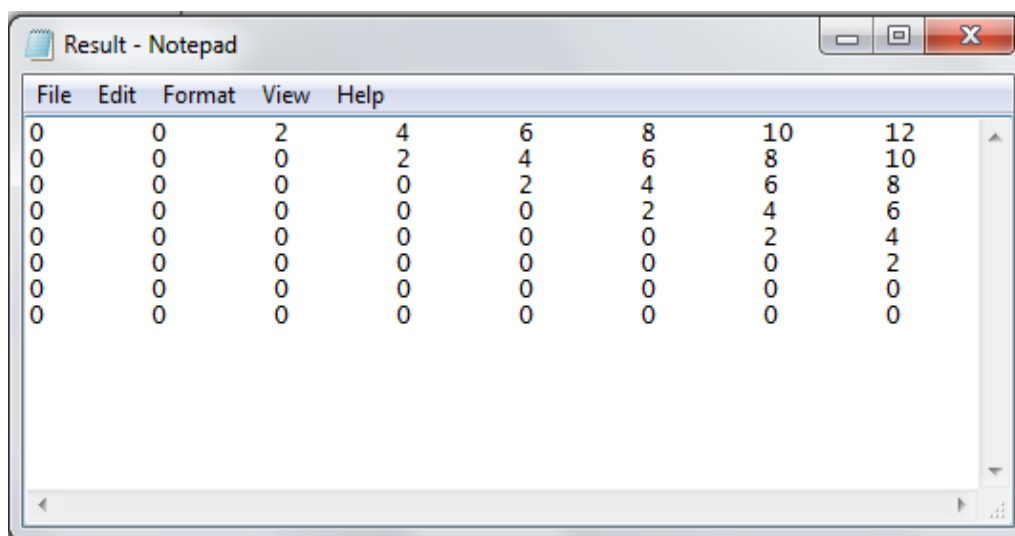 Result - Notepad
File Edit Format View Help
0 0 2 4 6 8 10 12
0 0 0 2 4 6 8 10
0 0 0 0 2 4 6 8
0 0 0 0 0 2 4 6
0 0 0 0 0 0 2 4
0 0 0 0 0 0 0 2
0 0 0 0 0 0 0 0
0 0 0 0 0 0 0 0